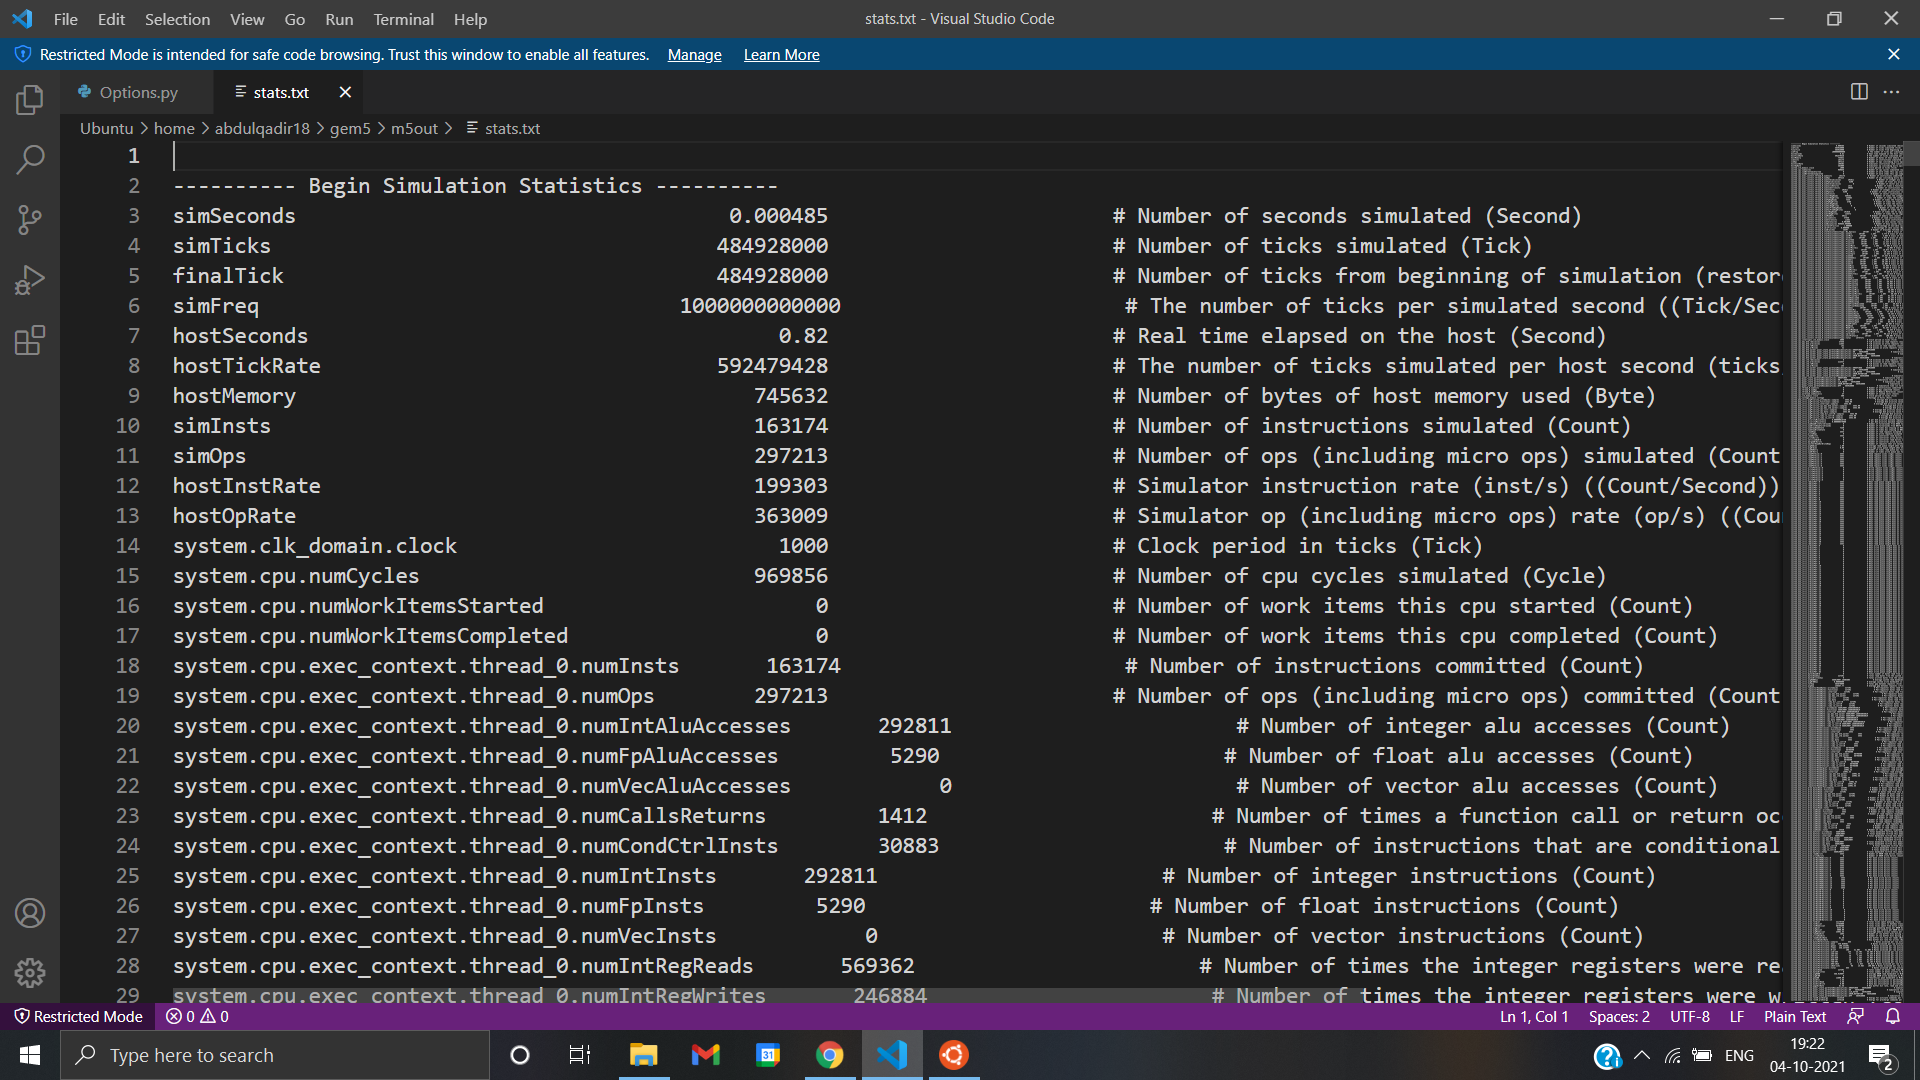 File Edit Selection View Go Run Terminal Help stats.txt - Visual Studio Code
Restricted Mode is intended for safe code browsing. Trust this window to enable all features. Manage Learn More
Options.py stats.txt
Ubuntu > home > abdulqadir18 > gem5 > m5out > stats.txt
1
2 ---------- Begin Simulation Statistics ----------
3 simSeconds 0.000485 # Number of seconds simulated (Second)
4 simTicks 484928000 # Number of ticks simulated (Tick)
5 finalTick 484928000 # Number of ticks from beginning of simulation (restor
6 simFreq 1000000000000 # The number of ticks per simulated second ((Tick/Sec
7 hostSeconds 0.82 # Real time elapsed on the host (Second)
8 hostTickRate 592479428 # The number of ticks simulated per host second (ticks
9 hostMemory 745632 # Number of bytes of host memory used (Byte)
10 simInsts 163174 # Number of instructions simulated (Count)
11 simOps 297213 # Number of ops (including micro ops) simulated (Count
12 hostInstRate 199303 # Simulator instruction rate (inst/s) ((Count/Second))
13 hostOpRate 363009 # Simulator op (including micro ops) rate (op/s) ((Cou
14 system.clk_domain.clock 1000 # Clock period in ticks (Tick)
15 system.cpu.numCycles 969856 # Number of cpu cycles simulated (Cycle)
16 system.cpu.numWorkItemsStarted 0 # Number of work items this cpu started (Count)
17 system.cpu.numWorkItemsCompleted 0 # Number of work items this cpu completed (Count)
18 system.cpu.exec_context.thread_0.numInsts 163174 # Number of instructions committed (Count)
19 system.cpu.exec_context.thread_0.numOps 297213 # Number of ops (including micro ops) committed (Count
20 system.cpu.exec_context.thread_0.numIntAluAccesses 292811 # Number of integer alu accesses (Count)
21 system.cpu.exec_context.thread_0.numFpAluAccesses 5290 # Number of float alu accesses (Count)
22 system.cpu.exec_context.thread_0.numVecAluAccesses 0 # Number of vector alu accesses (Count)
23 system.cpu.exec_context.thread_0.numCallsReturns 1412 # Number of times a function call or return oc
24 system.cpu.exec_context.thread_0.numCondCtrlInsts 30883 # Number of instructions that are conditional
25 system.cpu.exec_context.thread_0.numIntInsts 292811 # Number of integer instructions (Count)
26 system.cpu.exec_context.thread_0.numFpInsts 5290 # Number of float instructions (Count)
27 system.cpu.exec_context.thread_0.numVecInsts 0 # Number of vector instructions (Count)
28 system.cpu.exec_context.thread_0.numIntRegReads 569362 # Number of times the integer registers were re
29 system.cpu.exec_context.thread_0.numIntRegWrites 246884 # Number of times the integer registers were w
Restricted Mode 0 0 Ln 1, Col 1 Spaces: 2 UTF-8 LF Plain Text
Type here to search 31 ENG 19:22
04-10-2021 2